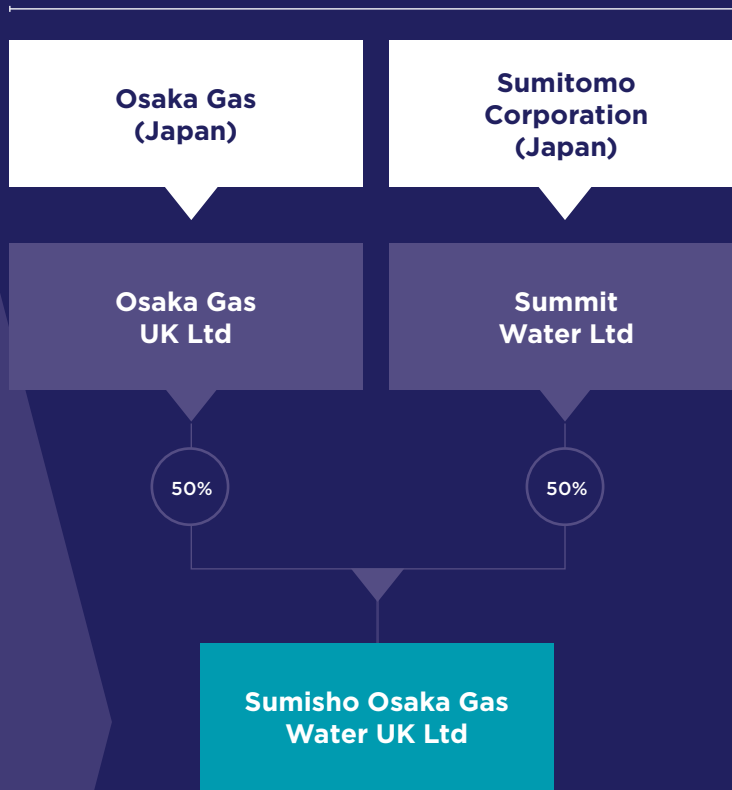 Osaka Gas
(Japan)
Sumitomo
Corporation
(Japan)
Osaka Gas
UK Ltd
Summit
Water Ltd
50%
50%
Sumisho Osaka Gas
Water UK Ltd